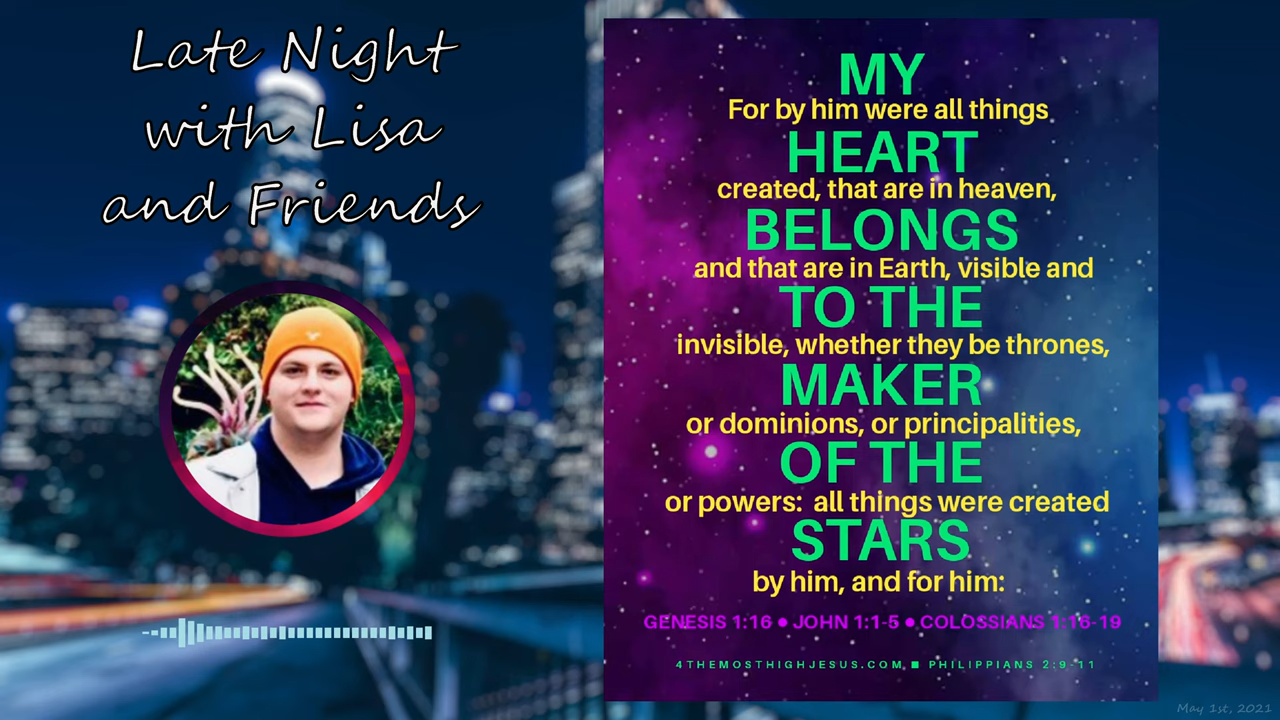 Late Night
with Lisa
and Friends
MY
For by him were all things
HEART
created, that are in heaven,
BELONGS
and that are in Earth, visible and
TO THE
invisible, whether they be thrones,
MAKER
or dominions, or principalities,
OF THE
or powers: all things were created
STARS
by him, and for him:
GENESIS 1:16 ● JOHN 1:1-5 ● COLOSSIANS 1:16-19
4THEMOSTHIGHJESUS.COM ■ PHILIPPIANS 2:9-11
May 1st, 2021